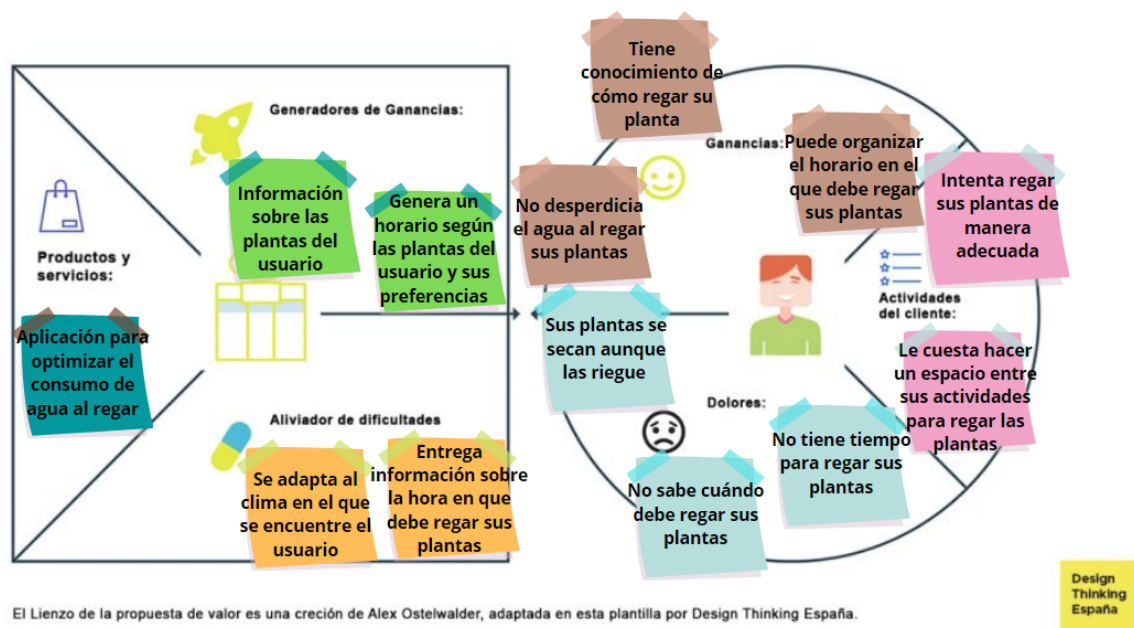 Generadores de Ganancias:
Información
sobre las
plantas del
usuario
Genera un
horario según
las plantas del
usuario y sus
preferencias
Productos y
servicios:
Aplicación para
optimizar el
consumo de
agua al regar
Aliviador de dificultades
Se adapta al
clima en el que
se encuentre el
usuario
Entrega
información sobre
la hora en que
debe regar sus
plantas
Tiene
conocimiento de
cómo regar su
planta
Ganancias:
Puede organizar
el horario en el
que debe regar
sus plantas
No desperdicia
el agua al regar
sus plantas
Intenta regar
sus plantas de
manera
adecuada
Actividades
del cliente:
Le cuesta hacer
un espacio entre
sus actividades
para regar las
plantas
Sus plantas se
secan aunque
las riegue
Dolores:
No tiene tiempo
para regar sus
plantas
No sabe cuándo
debe regar sus
plantas
El Lienzo de la propuesta de valor es una creción de Alex Ostelwalder, adaptada en esta plantilla por Design Thinking España.
Design
Thinking
España